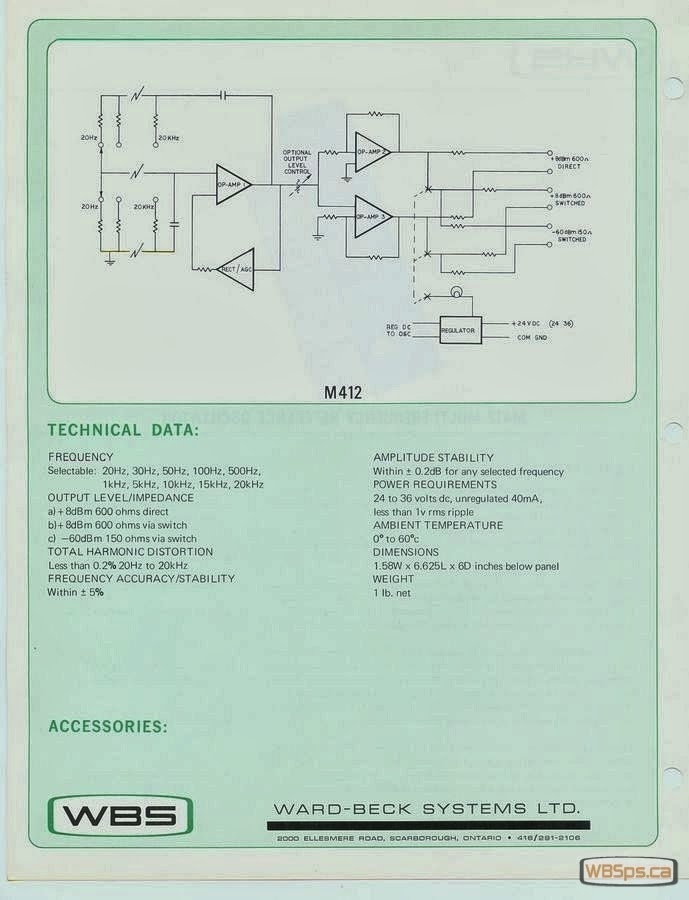 20Hz
20KHz
20Hz
20KHz
OP-AMP 1
RECT/AGC
OPTIONAL
OUTPUT
LEVEL
CONTROL
OP-AMP 2
OP-AMP 3
+8dBm 600Ω
DIRECT
+8dBm 600Ω
SWITCHED
-60dBm 150Ω
SWITCHED
REG DC
TO OSC
REGULATOR
+24VDC (24 36)
COM GND
M412
TECHNICAL DATA:
FREQUENCY
Selectable: 20Hz, 30Hz, 50Hz, 100Hz, 500Hz,
1kHz, 5kHz, 10kHz, 15kHz, 20kHz
OUTPUT LEVEL/IMPEDANCE
a) +8dBm 600 ohms direct
b) +8dBm 600 ohms via switch
c) −60dBm 150 ohms via switch
TOTAL HARMONIC DISTORTION
Less than 0.2% 20Hz to 20kHz
FREQUENCY ACCURACY/STABILITY
Within ± 5%
AMPLITUDE STABILITY
Within ± 0.2dB for any selected frequency
POWER REQUIREMENTS
24 to 36 volts dc, unregulated 40mA,
less than 1v rms ripple
AMBIENT TEMPERATURE
0° to 60°c
DIMENSIONS
1.58W x 6.625L x 6D inches below panel
WEIGHT
1 lb. net
ACCESSORIES:
WBS
WARD-BECK SYSTEMS LTD.
2000 ELLESMERE ROAD, SCARBOROUGH, ONTARIO • 416/291-2106
WBSps.ca